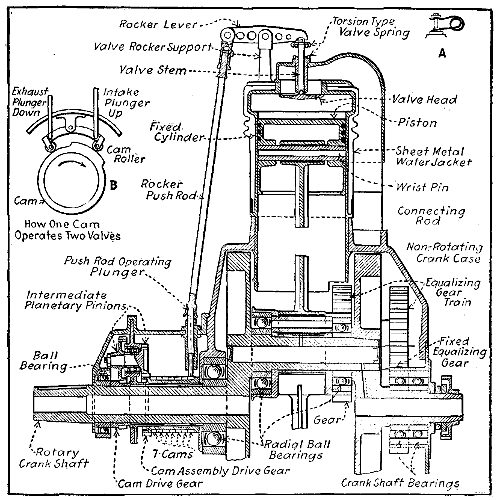 Rocker Lever
Torsion Type
Valve Spring
A
Valve Rocker Support
Valve Stem
Exhaust
Plunger
Down
Intake
Plunger
Up
Valve Head
Piston
Fixed
Cylinder
Cam
Roller
Sheet Metal
Water Jacket
B
Rocker
Push Rod
Wrist Pin
Cam
Connecting
Rod
How One Cam
Operates Two Valves
Non-Rotating
Crank Case
Push Rod Operating
Plunger
Equalizing
Gear
Train
Intermediate
Planetary Pinions
Ball
Bearing
Fixed
Equalizing
Gear
Gear
Rotary
Crank Shaft
7-Cams
Radial Ball
Bearings
Cam Assembly Drive Gear
Cam Drive Gear
Crank Shaft Bearings